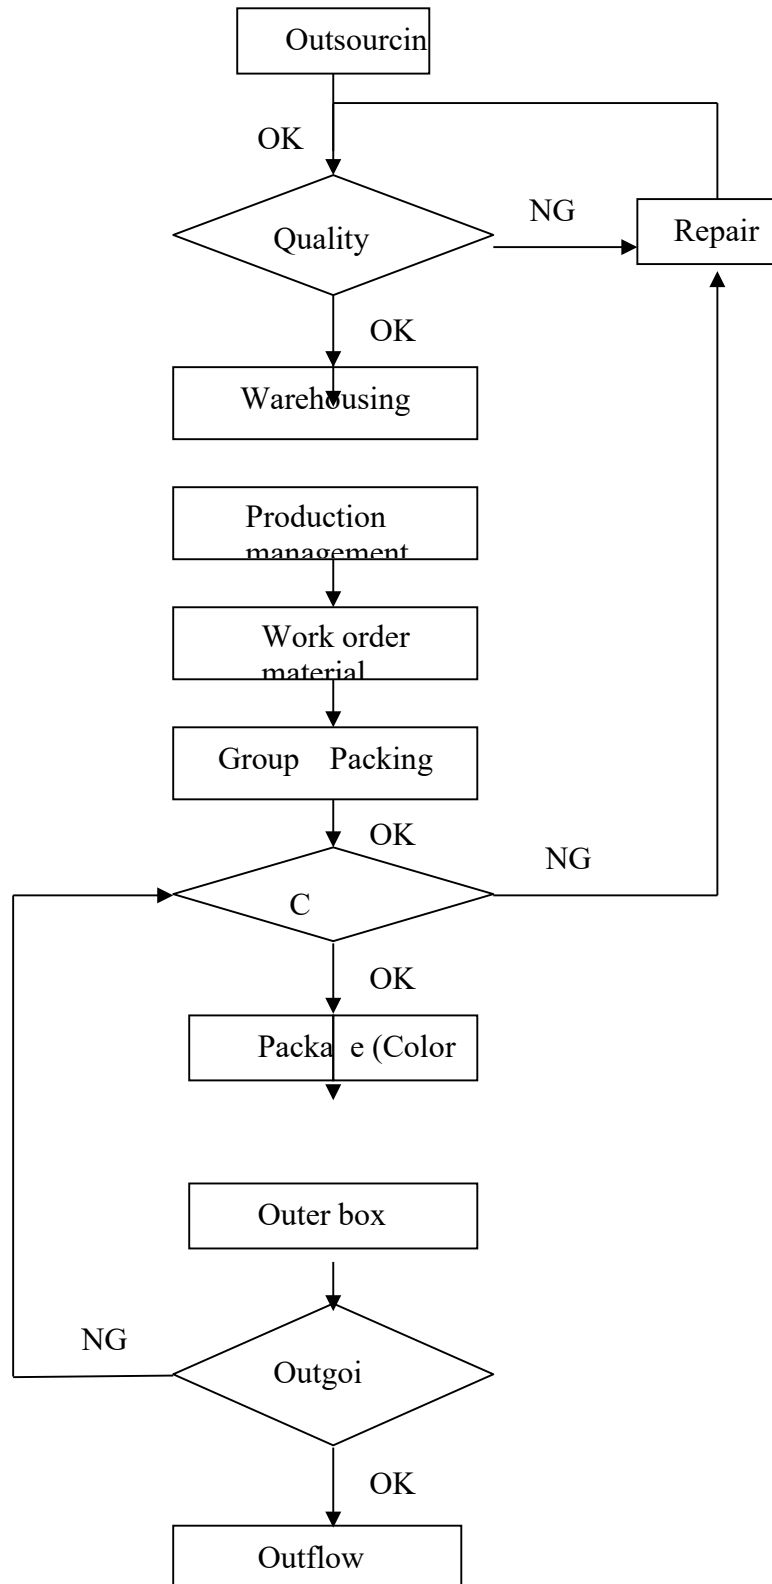 Outsourcin
OK
NG
Repair
Quality
OK
Warehousing
Production
management
Work order
material
Group Packing
OK
NG
C
OK
Packa e (Color
Outer box
NG
Outgoi
OK
Outflow